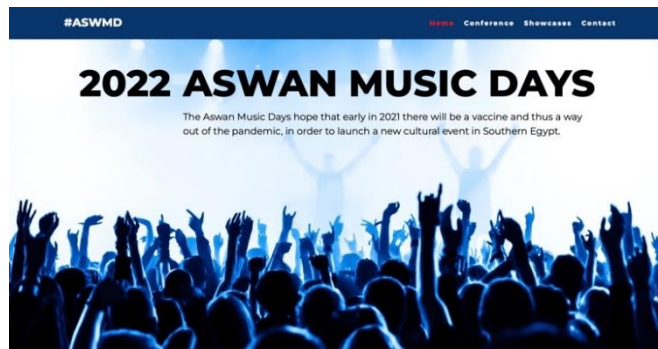 #ASWMD
Home Conference Showcases Contact
2022 ASWAN MUSIC DAYS
The Aswan Music Days hope that early in 2021 there will be a vaccine and thus a way
out of the pandemic, in order to launch a new cultural event in Southern Egypt.